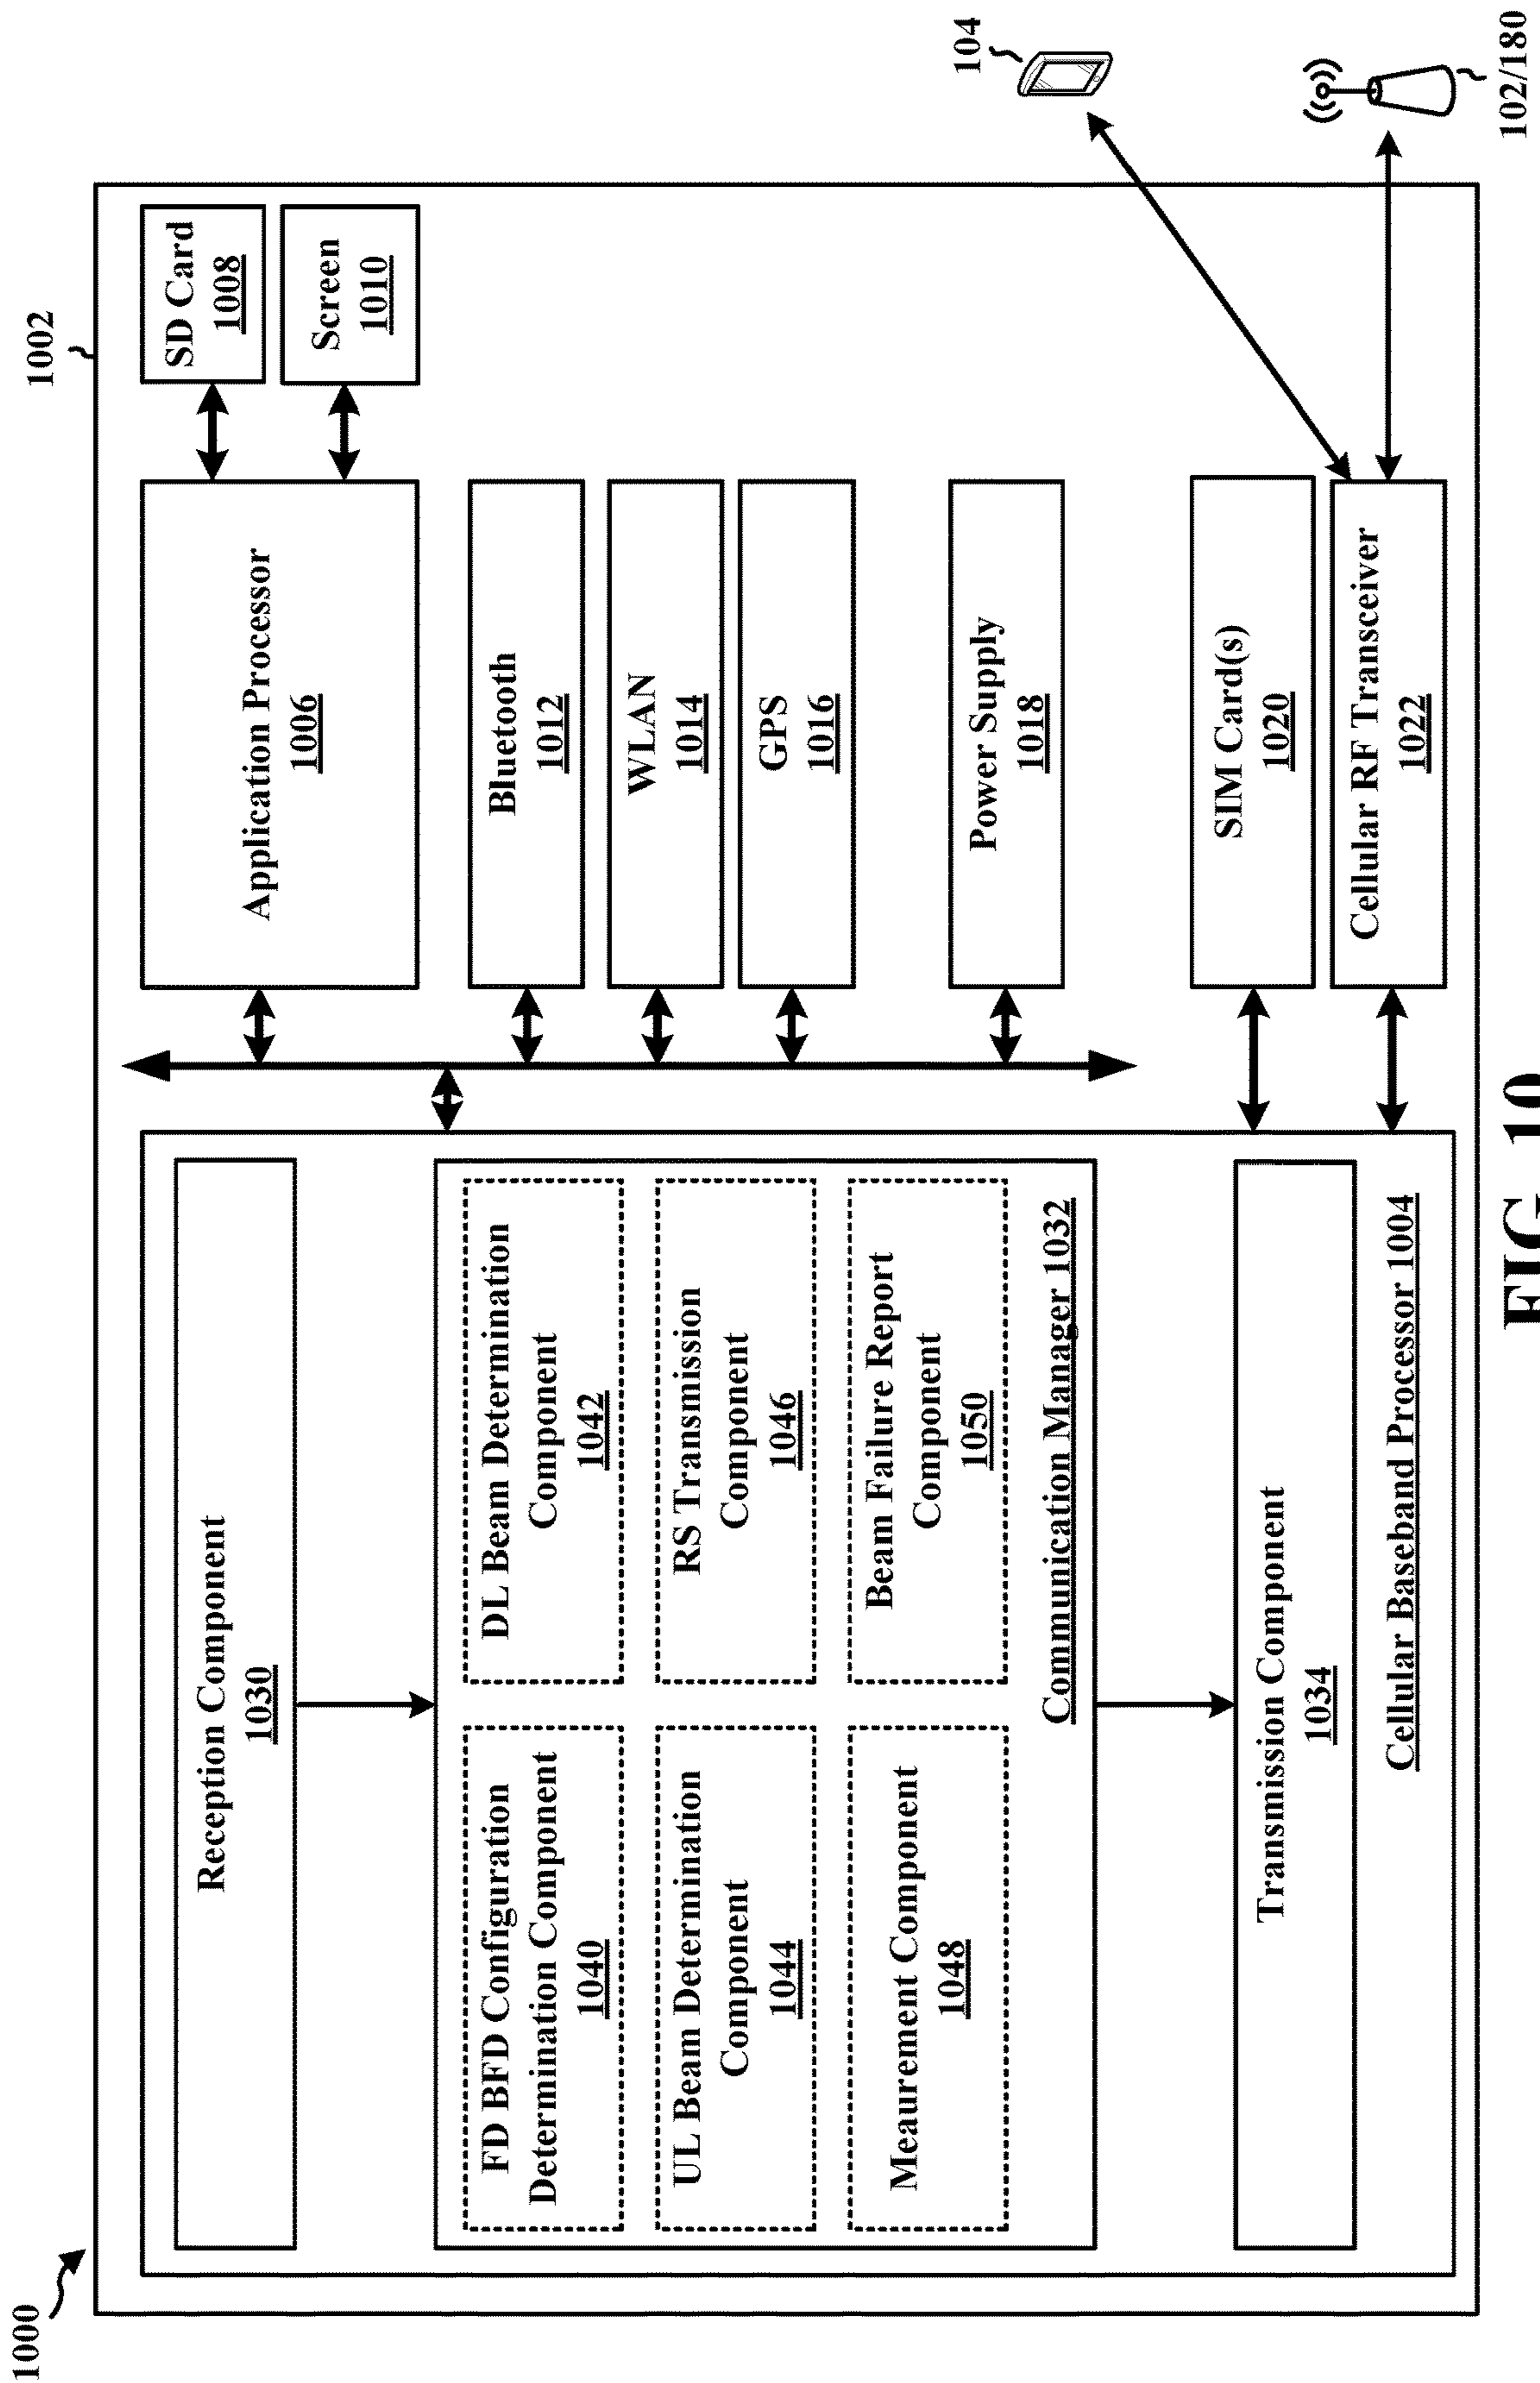 1000
1002
Reception Component
1030
FD BFD Configuration
Determination Component
1040
DL Beam Determination
Component
1042
UL Beam Determination
Component
1044
RS Transmission
Component
1046
Meaurement Component
1048
Beam Failure Report
Component
1050
Communication Manager 1032
Transmission Component
1034
Cellular Baseband Processor 1004
Application Processor
1006
SD Card
1008
Screen
1010
Bluetooth
1012
WLAN
1014
GPS
1016
Power Supply
1018
SIM Card(s)
1020
Cellular RF Transceiver
1022
104
102/180
FIG. 10